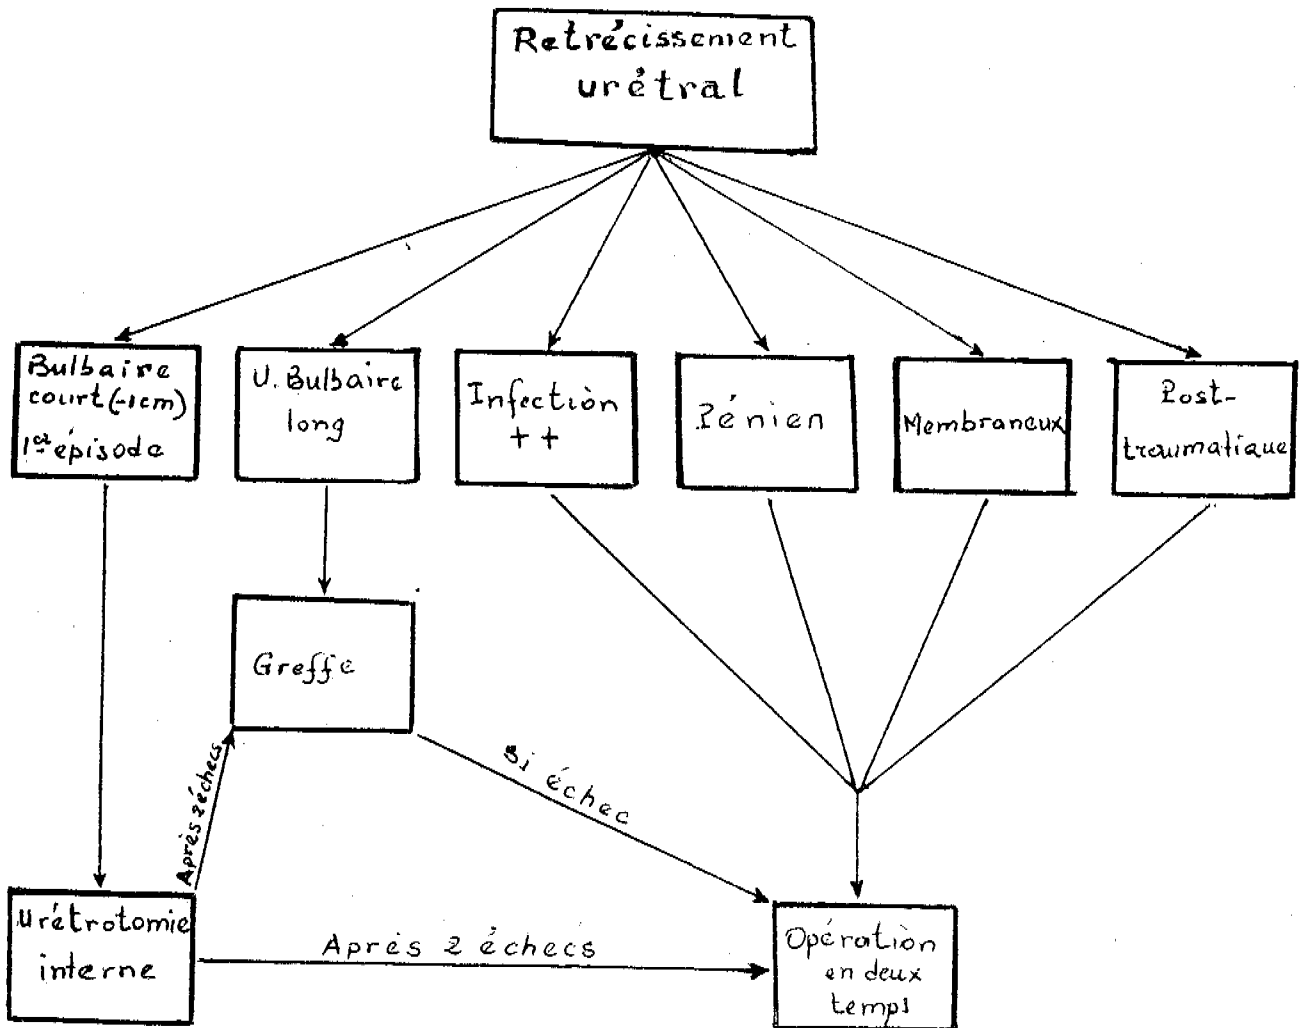 Retrécissement
urétral
Bulbaire
court (-1cm)
1er épisode
U. Bulbaire
long
Infection
++
Pénien
Membraneux
Post-
traumatique
Greffe
Après 2 échecs
Si échec
Urétrotomie
interne
Après 2 échecs
Opération
en deux
temps